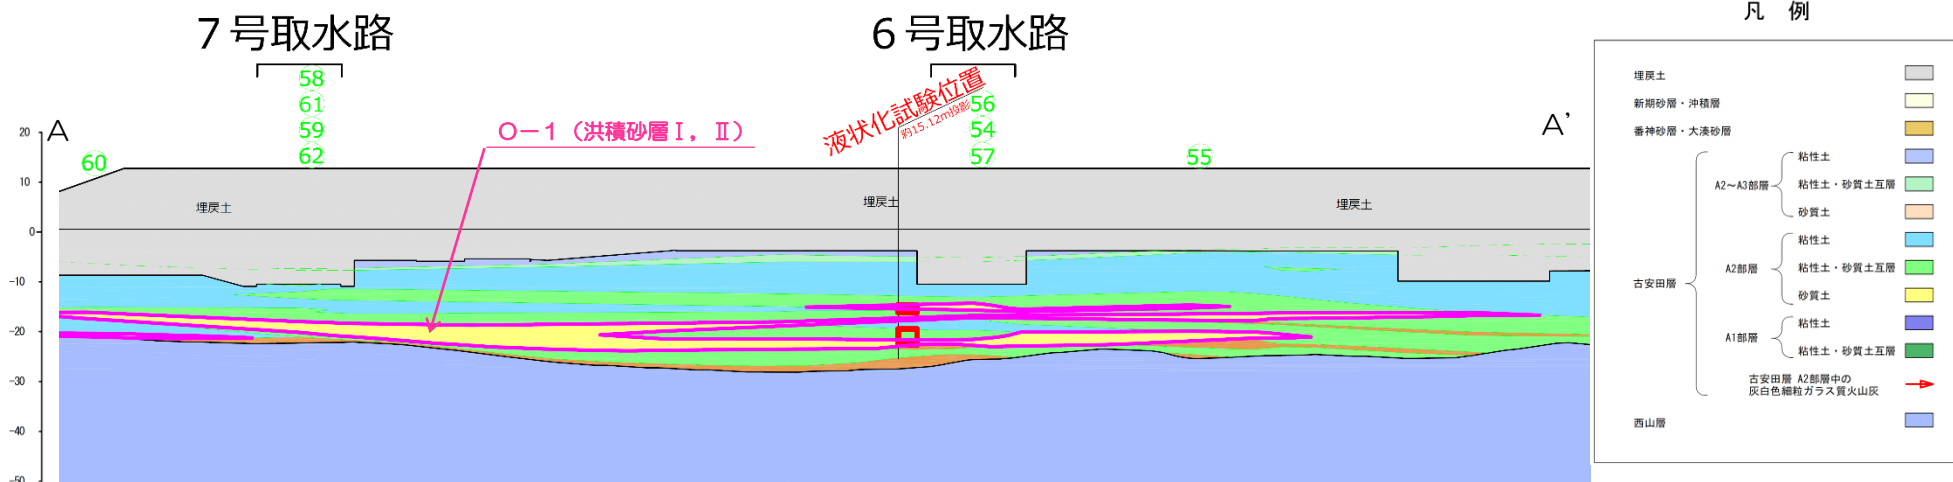 7号取水路
6号取水路
凡 例
58
61
59
62
60
液状化試験位置
約15.12m投影
56
54
57
55
A
A'
O－1（洪積砂層Ⅰ，Ⅱ）
20
10
0
-10
-20
-30
-40
-50
埋戻土
埋戻土
埋戻土
埋戻土
新期砂層・沖積層
番神砂層・大湊砂層
古安田層
A2～A3部層
粘性土
粘性土・砂質土互層
砂質土
A2部層
粘性土
粘性土・砂質土互層
砂質土
A1部層
粘性土
粘性土・砂質土互層
古安田層 A2部層中の
灰白色細粒ガラス質火山灰
西山層